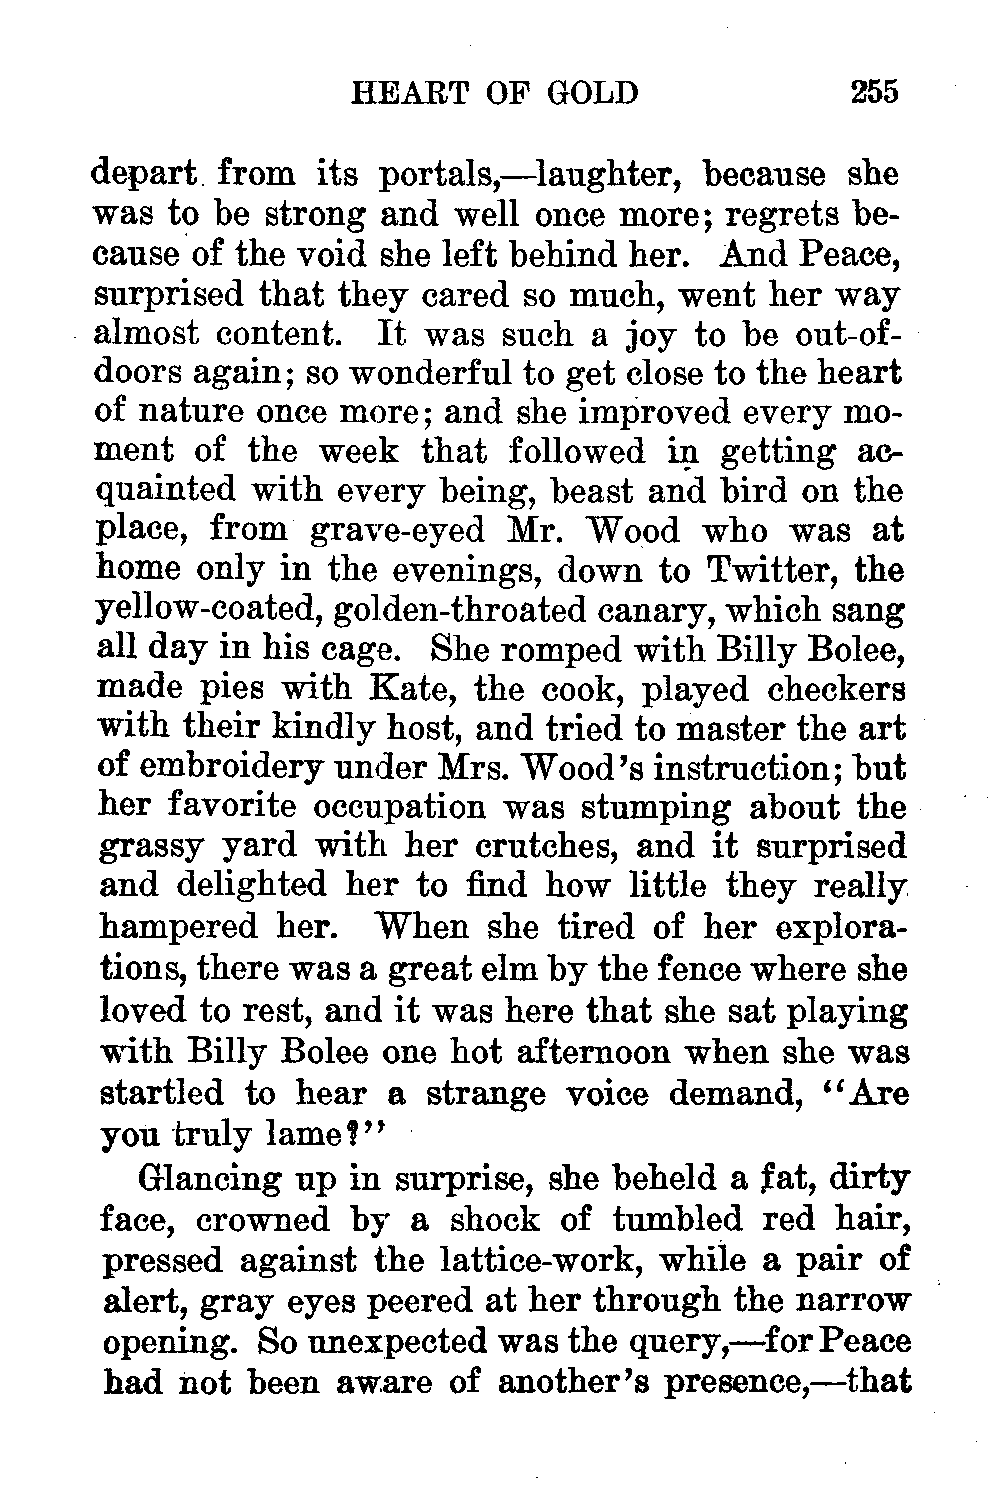 HEART OF GOLD 255
depart from its portals,—laughter, because she
was to be strong and well once more; regrets be-
cause of the void she left behind her. And Peace,
surprised that they cared so much, went her way
almost content. It was such a joy to be out-of-
doors again; so wonderful to get close to the heart
of nature once more; and she improved every mo-
ment of the week that followed in getting ac-
quainted with every being, beast and bird on the
place, from grave-eyed Mr. Wood who was at
home only in the evenings, down to Twitter, the
yellow-coated, golden-throated canary, which sang
all day in his cage. She romped with Billy Bolee,
made pies with Kate, the cook, played checkers
with their kindly host, and tried to master the art
of embroidery under Mrs. Wood's instruction; but
her favorite occupation was stumping about the
grassy yard with her crutches, and it surprised
and delighted her to find how little they really
hampered her. When she tired of her explora-
tions, there was a great elm by the fence where she
loved to rest, and it was here that she sat playing
with Billy Bolee one hot afternoon when she was
startled to hear a strange voice demand, "Are
you truly lame?"
Glancing up in surprise, she beheld a fat, dirty
face, crowned by a shock of tumbled red hair,
pressed against the lattice-work, while a pair of
alert, gray eyes peered at her through the narrow
opening. So unexpected was the query,—for Peace
had not been aware of another's presence,—that